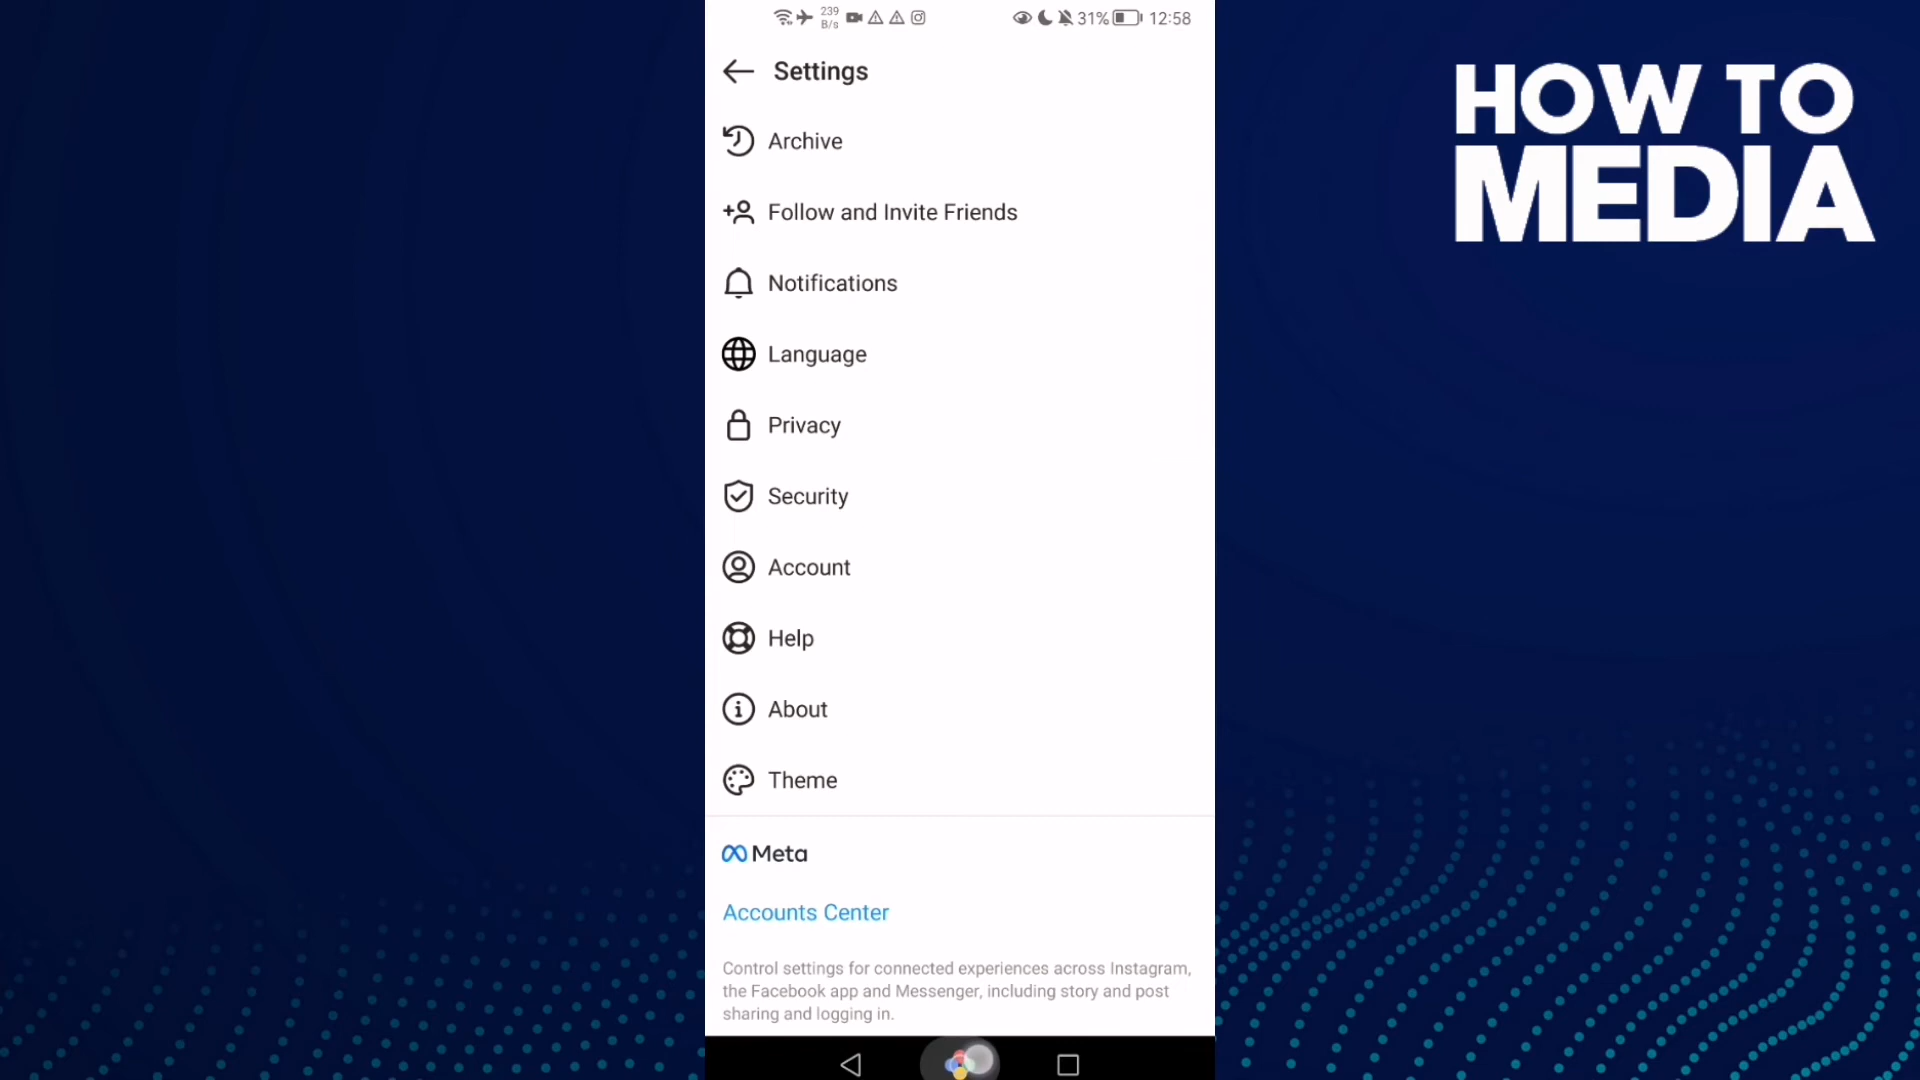 239
B/s
31%
12:58
Settings
HOW TO
MEDIA
Archive
Follow and Invite Friends
Notifications
Language
Privacy
Security
Account
Help
About
Theme
Meta
Accounts Center
Control settings for connected experiences across Instagram,
the Facebook app and Messenger, including story and post
sharing and logging in.